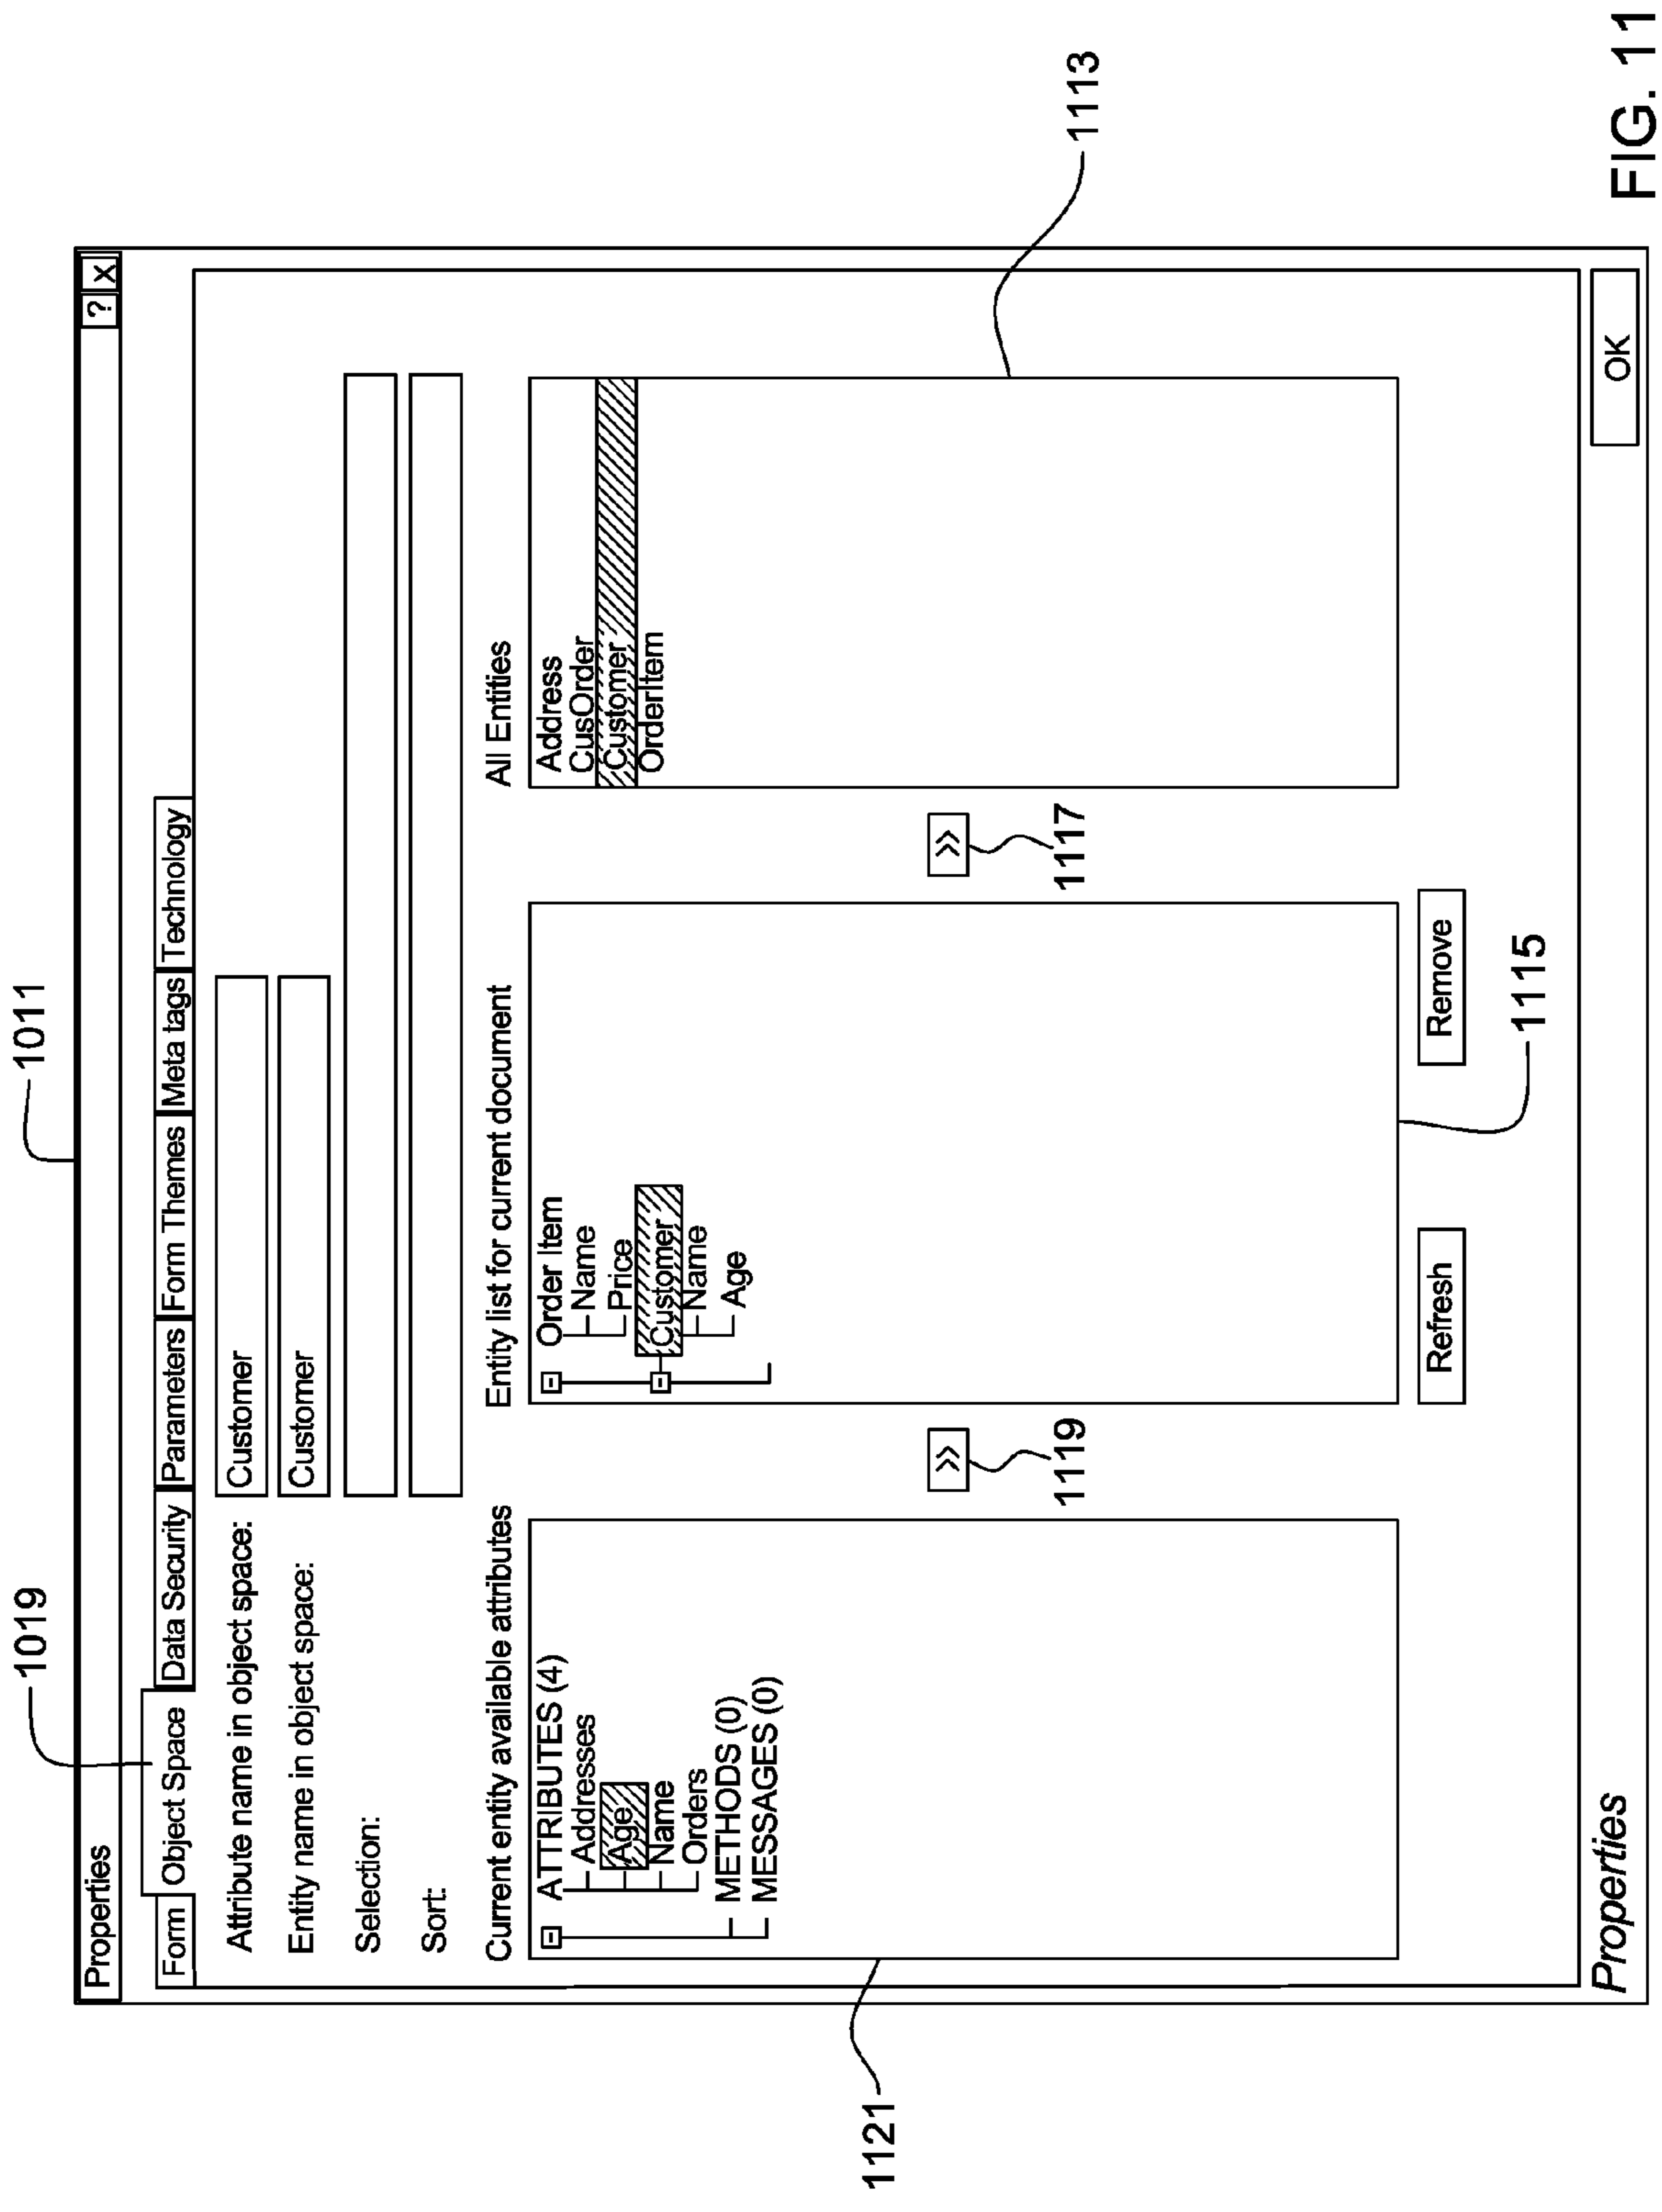 1011
1019
Properties
? X
Form Object Space Data Security Parameters Form Themes Meta tags Technology
Attribute name in object space: Customer
Entity name in object space: Customer
Selection:
Sort:
Current entity available attributes
ATTRIBUTES (4)
Addresses
Age
Name
Orders
METHODS (0)
MESSAGES (0)
1121
>>
1119
Entity list for current document
Order Item
Name
Price
Customer
Name
Age
Refresh Remove
1115
>>
1117
All Entities
Address
CusOrder
Customer
OrderItem
1113
Properties
OK
FIG. 11